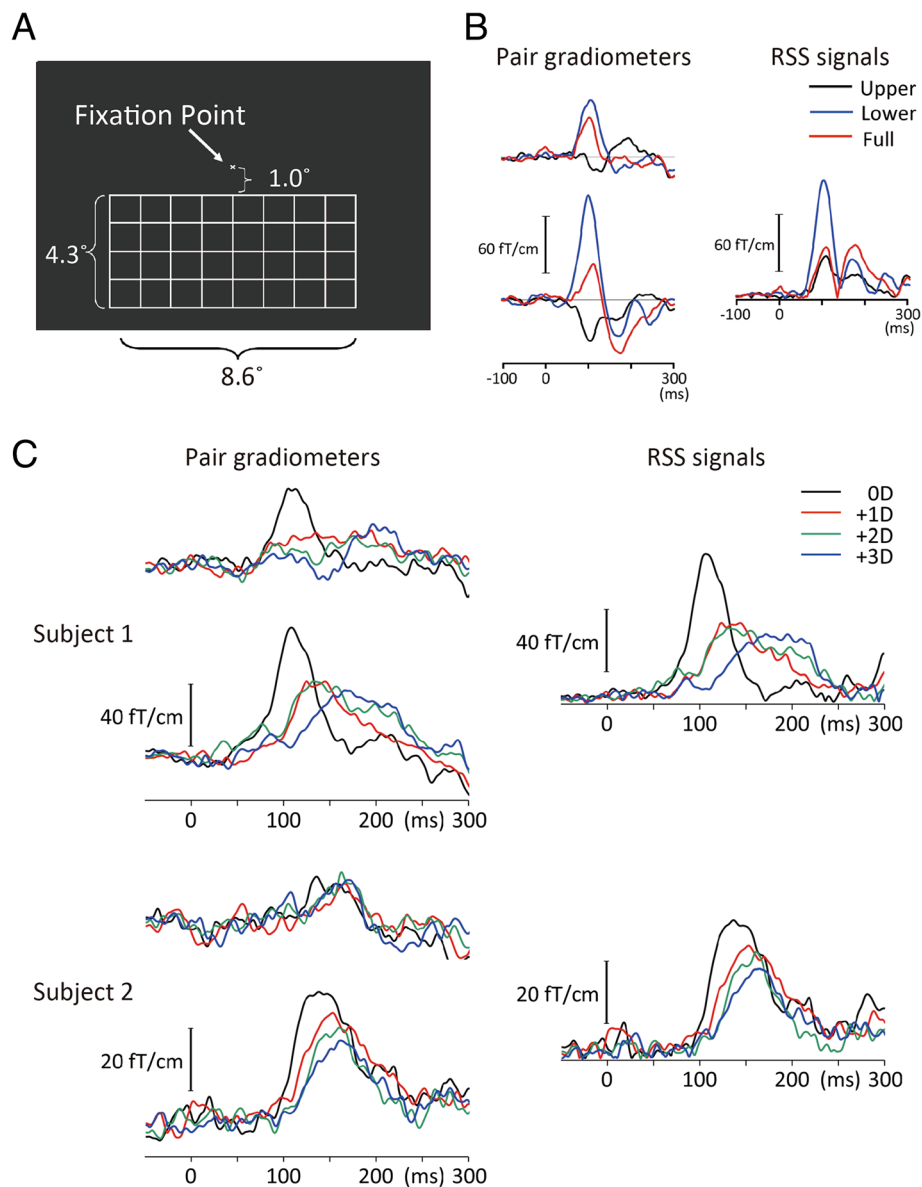 A
Fixation Point
1.0°
4.3°
8.6°
B
Pair gradiometers
RSS signals
Upper
Lower
Full
60 fT/cm
60 fT/cm
-100 0 300
(ms)
-100 0 300
(ms)
C
Pair gradiometers
RSS signals
0D
+1D
+2D
+3D
Subject 1
40 fT/cm
40 fT/cm
0 100 200 (ms) 300
0 100 200 (ms) 300
Subject 2
20 fT/cm
20 fT/cm
0 100 200 (ms) 300
0 100 200 (ms) 300